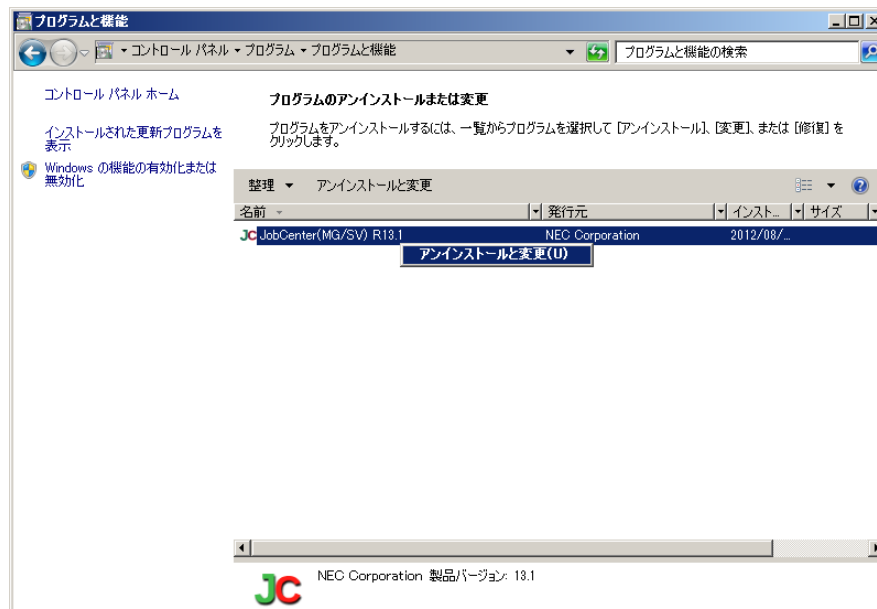 プログラムと機能
コントロール パネル プログラム プログラムと機能 プログラムと機能の検索
コントロール パネル ホーム
インストールされた更新プログラムを
表示
Windows の機能の有効化または
無効化
プログラムのアンインストールまたは変更
プログラムをアンインストールするには、一覧からプログラムを選択して [アンインストール]、[変更]、または [修復] を
クリックします。
整理 アンインストールと変更
名前 発行元 インスト... サイズ
JC JobCenter(MG/SV) R13.1 NEC Corporation 2012/08/...
アンインストールと変更(U)
JC NEC Corporation 製品バージョン: 13.1